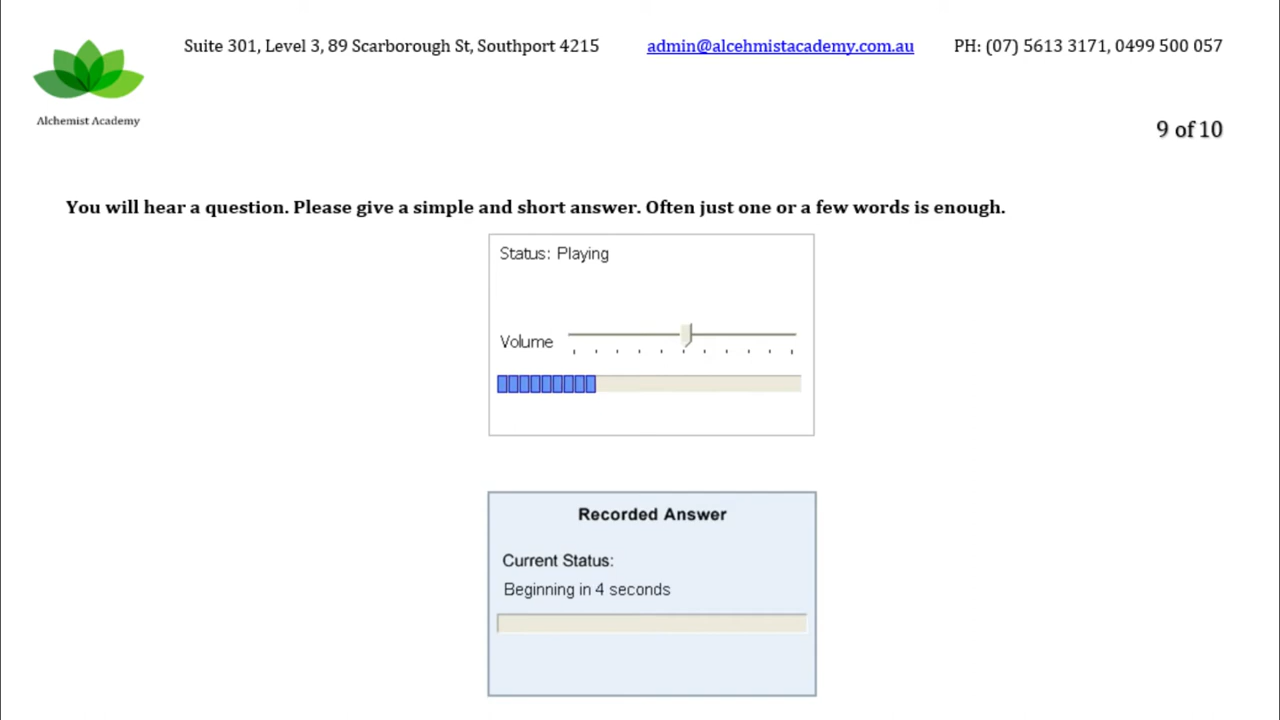 Suite 301, Level 3, 89 Scarborough St, Southport 4215 admin@alcehmistacademy.com.au PH: (07) 5613 3171, 0499 500 057
Alchemist Academy
9 of 10
You will hear a question. Please give a simple and short answer. Often just one or a few words is enough.
Status: Playing
Volume
Recorded Answer
Current Status:
Beginning in 4 seconds